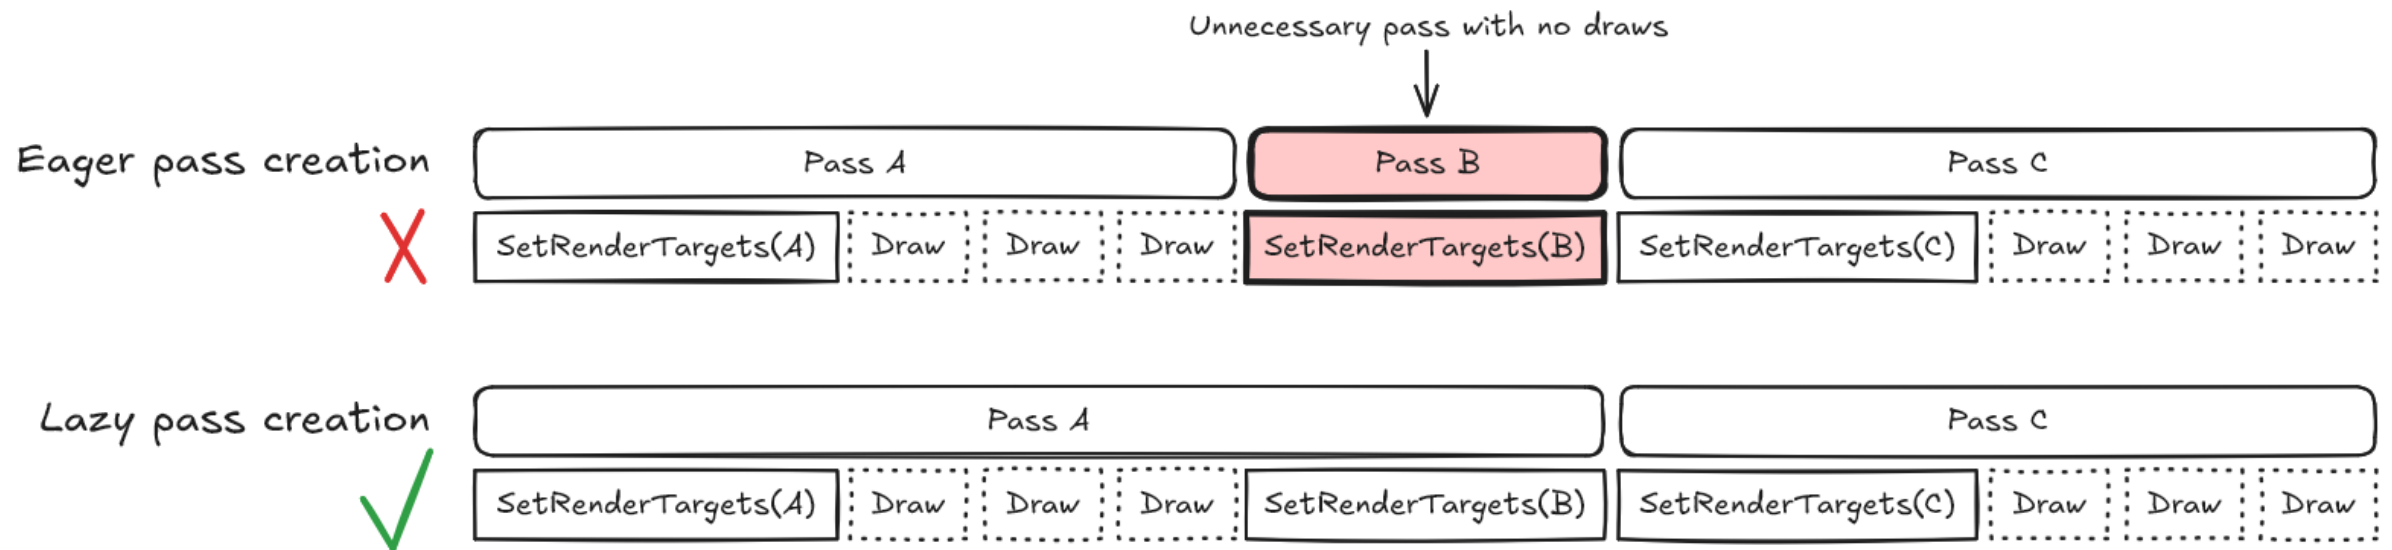 Unnecessary pass with no draws
Eager pass creation
Pass A
Pass B
Pass C
SetRenderTargets(A)
Draw
Draw
Draw
SetRenderTargets(B)
SetRenderTargets(C)
Draw
Draw
Draw
Lazy pass creation
Pass A
Pass C
SetRenderTargets(A)
Draw
Draw
Draw
SetRenderTargets(B)
SetRenderTargets(C)
Draw
Draw
Draw